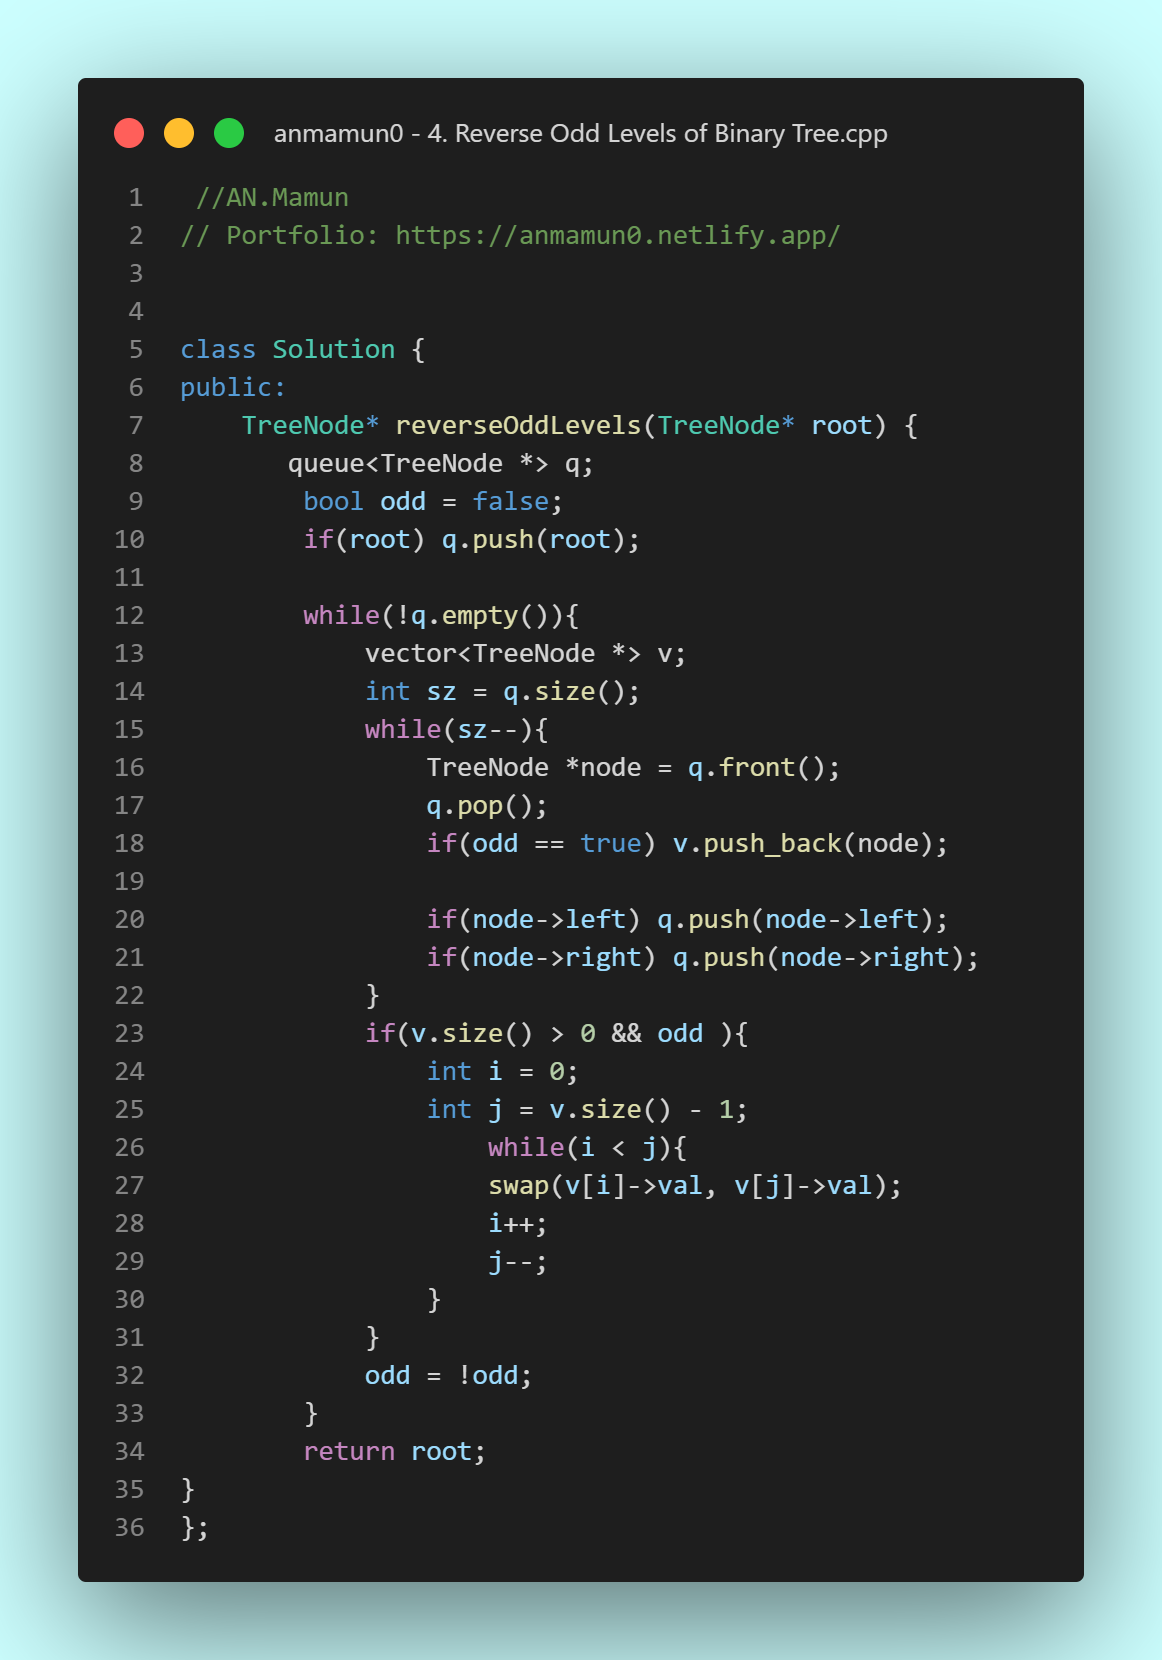 anmamun0 - 4. Reverse Odd Levels of Binary Tree.cpp
1 //AN.Mamun
2 // Portfolio: https://anmamun0.netlify.app/
3
4
5 class Solution {
6 public:
7     TreeNode* reverseOddLevels(TreeNode* root) {
8        queue<TreeNode *> q;
9         bool odd = false;
10         if(root) q.push(root);
11
12         while(!q.empty()){
13             vector<TreeNode *> v;
14             int sz = q.size();
15             while(sz--){
16                 TreeNode *node = q.front();
17                 q.pop();
18                 if(odd == true) v.push_back(node);
19
20                 if(node->left) q.push(node->left);
21                 if(node->right) q.push(node->right);
22             }
23             if(v.size() > 0 && odd ){
24                 int i = 0;
25                 int j = v.size() - 1;
26                     while(i < j){
27                     swap(v[i]->val, v[j]->val);
28                     i++;
29                     j--;
30                 }
31             }
32             odd = !odd;
33         }
34         return root;
35 }
36 };